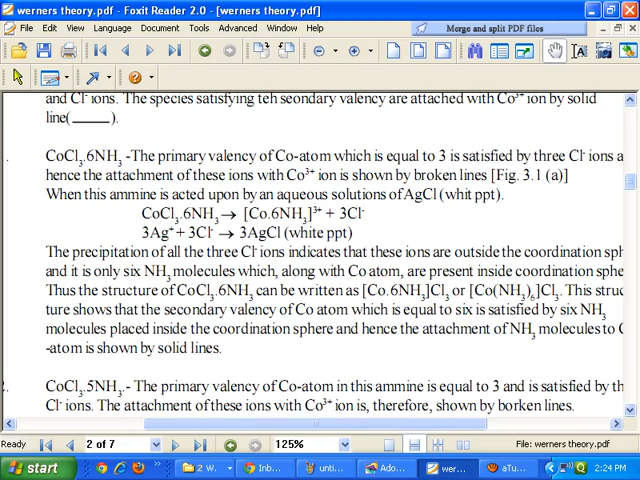 werners theory.pdf - Foxit Reader 2.0 - [werners theory.pdf]
File Edit View Language Document Tools Advanced Window Help
Merge and split PDF files
and Cl⁻ ions. The species satisfying teh seondary valency are attached with Co³⁺ ion by solid
line(_____).
. CoCl₃.6NH₃ -The primary valency of Co-atom which is equal to 3 is satisfied by three Cl⁻ ions a
hence the attachment of these ions with Co³⁺ ion is shown by broken lines [Fig. 3.1 (a)]
When this ammine is acted upon by an aqueous solutions of AgCl (whit ppt).
CoCl₃.6NH₃→ [Co.6NH₃]³⁺ + 3Cl⁻
3Ag⁺ + 3Cl⁻ → 3AgCl (white ppt)
The precipitation of all the three Cl⁻ ions indicates that these ions are outside the coordination sphe
and it is only six NH₃ molecules which, along with Co atom, are present inside coordination sphe
Thus the structure of CoCl₃.6NH₃ can be written as [Co.6NH₃]Cl₃ or [Co(NH₃)₆]Cl₃. This struc
ture shows that the secondary valency of Co atom which is equal to six is satisfied by six NH₃
molecules placed inside the coordination sphere and hence the attachment of NH₃ molecules to C
-atom is shown by solid lines.
2. CoCl₃.5NH₃.- The primary valency of Co-atom in this ammine is equal to 3 and is satisfied by th
Cl⁻ ions. The attachment of these ions with Co³⁺ ion is, therefore, shown by borken lines.
Ready 2 of 7 125% File: werners theory.pdf
start 2 W.. Inb... unti... Ado... wer... aTu... 2:24 PM